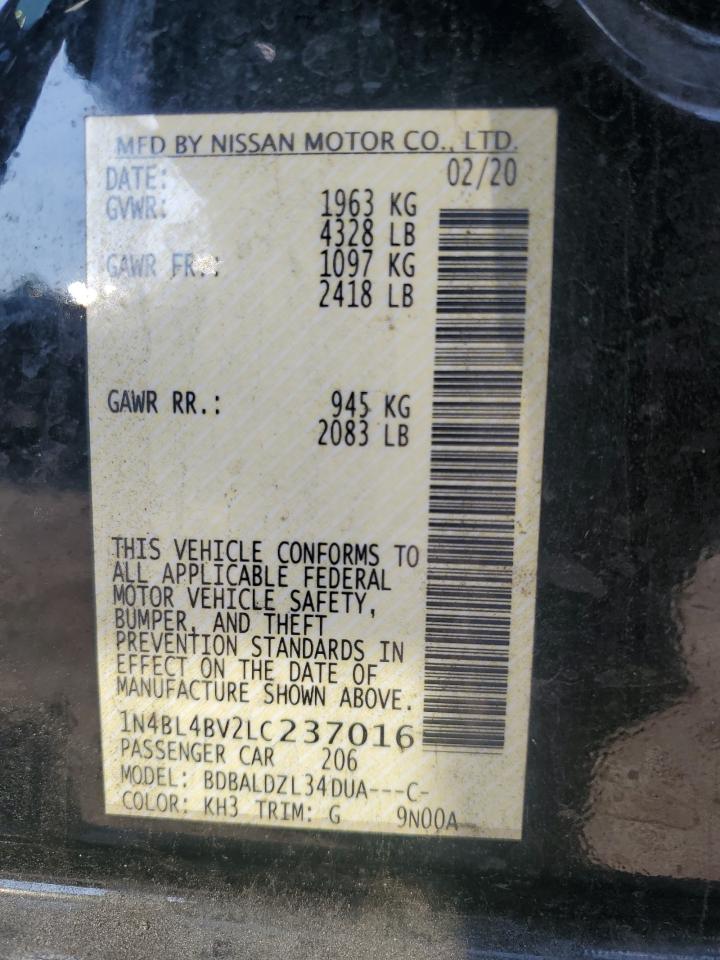 MFD BY NISSAN MOTOR CO., LTD.
DATE: 02/20
GVWR: 1963 KG
4328 LB
GAWR FR.: 1097 KG
2418 LB
GAWR RR.: 945 KG
2083 LB
THIS VEHICLE CONFORMS TO
ALL APPLICABLE FEDERAL
MOTOR VEHICLE SAFETY,
BUMPER, AND THEFT
PREVENTION STANDARDS IN
EFFECT ON THE DATE OF
MANUFACTURE SHOWN ABOVE.
1N4BL4BV2LC237016
PASSENGER CAR 206
MODEL: BDBALDZL34DUA---C-
COLOR: KH3 TRIM: G 9N00A